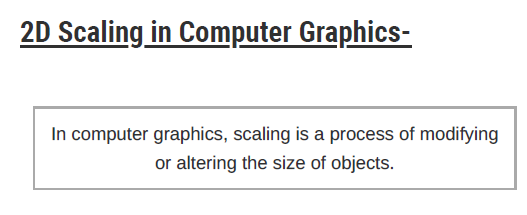 2D Scaling in Computer Graphics-
In computer graphics, scaling is a process of modifying
or altering the size of objects.